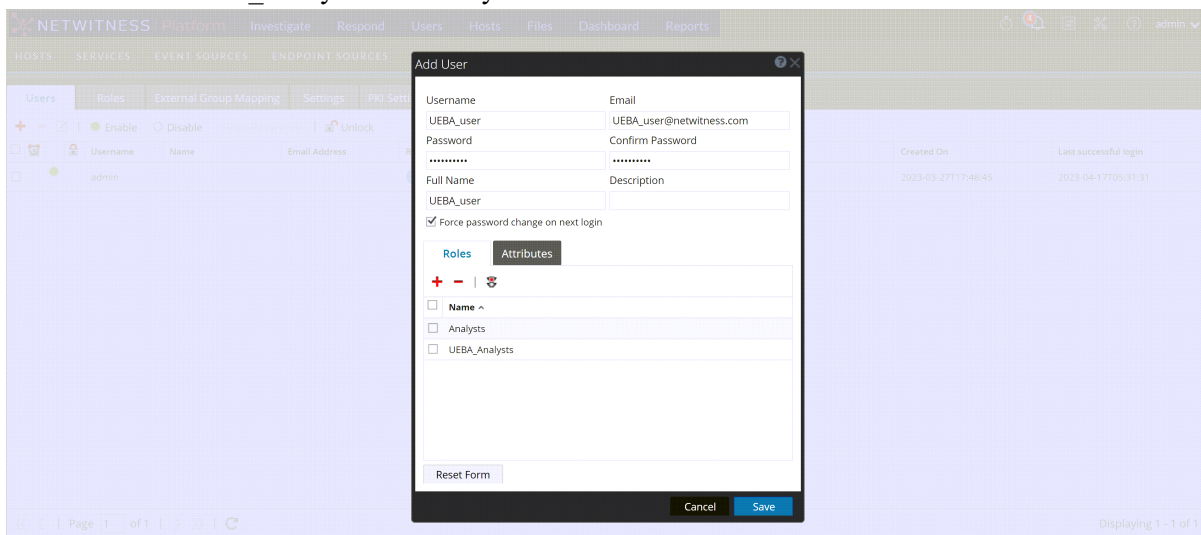 NETWITNESS Platform Investigate Respond Users Hosts Files Dashboard Reports 4 admin
HOSTS SERVICES EVENT SOURCES ENDPOINT SOURCES
Add User
Users Roles External Group Mapping Settings PKI Setti
Enable Disable Unlock
Username Name Email Address Created On Last successful login
admin 2023-03-27T17:48:45 2023-04-17T05:31:31
Username Email
UEBA_user UEBA_user@netwitness.com
Password Confirm Password
•••••••••• ••••••••••
Full Name Description
UEBA_user
Force password change on next login
Roles Attributes
Name
Analysts
UEBA_Analysts
Reset Form
Cancel Save
Page 1 of 1 Displaying 1 - 1 of 1